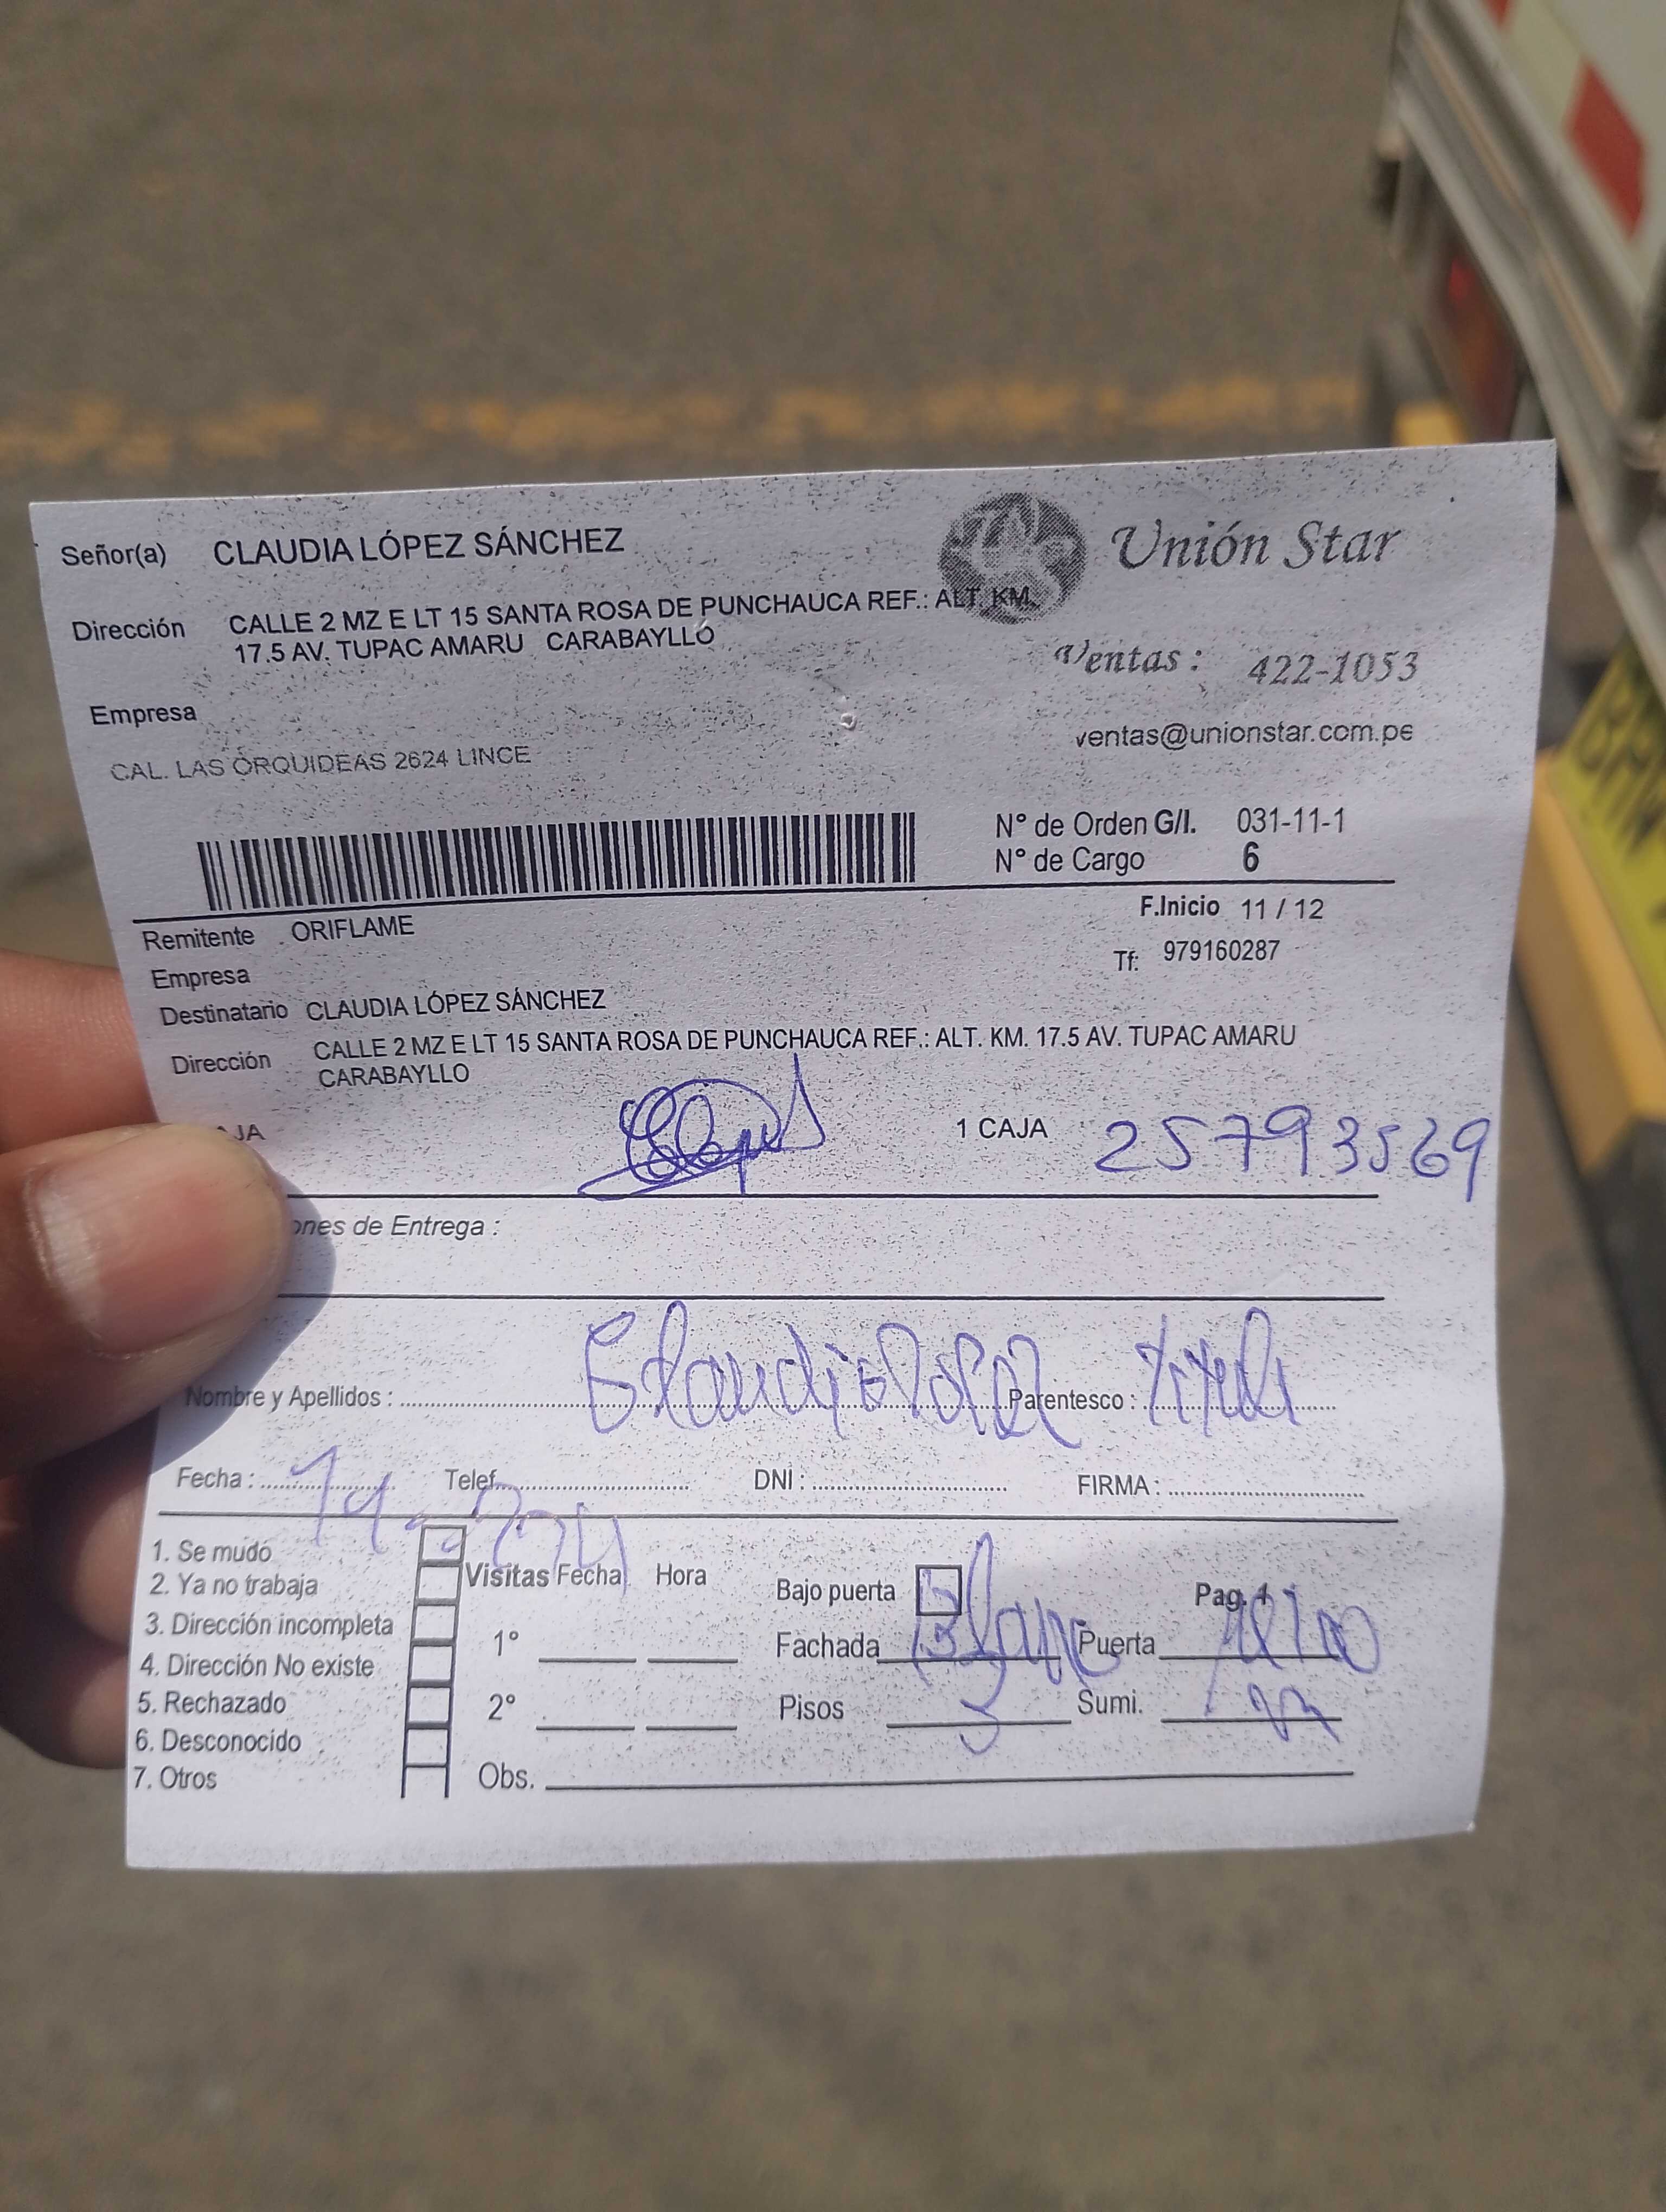 Señor(a) CLAUDIA LÓPEZ SÁNCHEZ
Unión Star
Dirección CALLE 2 MZ E LT 15 SANTA ROSA DE PUNCHAUCA REF.: ALT. KM.
17.5 AV. TUPAC AMARU CARABAYLLO
Ventas : 422-1053
Empresa
ventas@unionstar.com.pe
CAL. LAS ORQUIDEAS 2624 LINCE
N° de Orden G/I. 031-11-1
N° de Cargo 6
F.Inicio 11 / 12
Remitente . ORIFLAME
Tf: 979160287
Empresa
Destinatario CLAUDIA LÓPEZ SÁNCHEZ
Dirección CALLE 2 MZ E LT 15 SANTA ROSA DE PUNCHAUCA REF.: ALT. KM. 17.5 AV. TUPAC AMARU
CARABAYLLO
AJA 1 CAJA 25793569
ones de Entrega :
Nombre y Apellidos : Claudia Lopez Parentesco :
Fecha : Telef. DNI : FIRMA :
1. Se mudó
2. Ya no trabaja
3. Dirección incompleta
4. Dirección No existe
5. Rechazado
6. Desconocido
7. Otros
Visitas Fecha Hora
1°
2°
Obs.
Bajo puerta Pag. 1
Fachada Puerta
Pisos 3 Sumi.